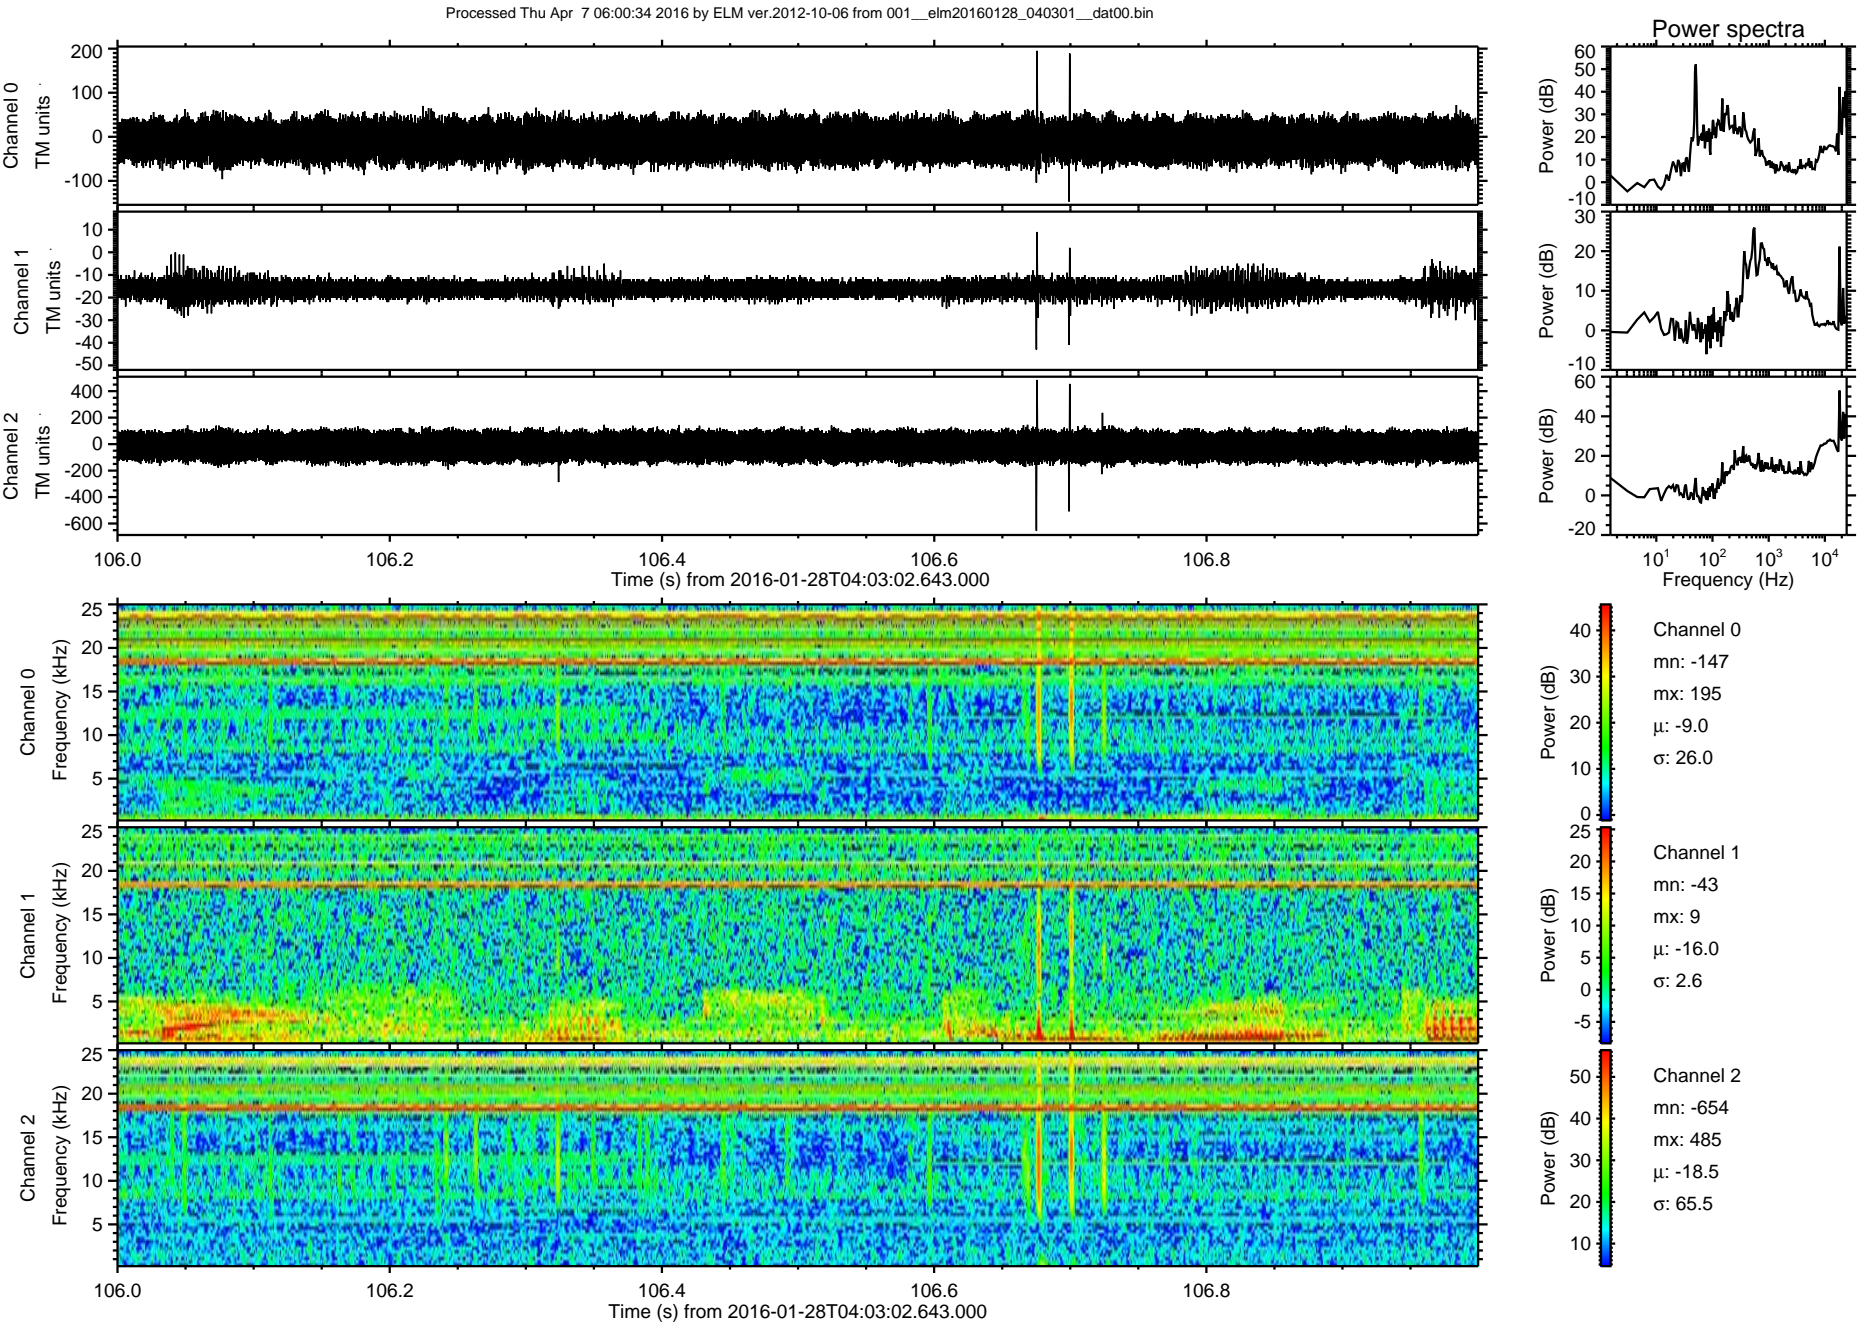 Processed Thu Apr  7 06:00:34 2016 by ELM ver.2012-10-06 from 001__elm20160128_040301__dat00.bin
Power spectra
Channel 0
TM units
200
100
0
-100
Power (dB)
60
50
40
30
20
10
0
-10
Channel 1
TM units
10
0
-10
-20
-30
-40
-50
Power (dB)
30
20
10
0
-10
Channel 2
TM units
400
200
0
-200
-400
-600
Power (dB)
60
40
20
0
-20
106.0 106.2 106.4 106.6 106.8
Time (s) from 2016-01-28T04:03:02.643.000
10^1 10^2 10^3 10^4
Frequency (Hz)
Channel 0
Frequency (kHz)
25
20
15
10
5
Power (dB)
40
30
20
10
0
Channel 0
mn: -147
mx: 195
μ: -9.0
σ: 26.0
Channel 1
Frequency (kHz)
25
20
15
10
5
Power (dB)
25
20
15
10
5
0
-5
Channel 1
mn: -43
mx: 9
μ: -16.0
σ: 2.6
Channel 2
Frequency (kHz)
25
20
15
10
5
Power (dB)
50
40
30
20
10
Channel 2
mn: -654
mx: 485
μ: -18.5
σ: 65.5
106.0 106.2 106.4 106.6 106.8
Time (s) from 2016-01-28T04:03:02.643.000